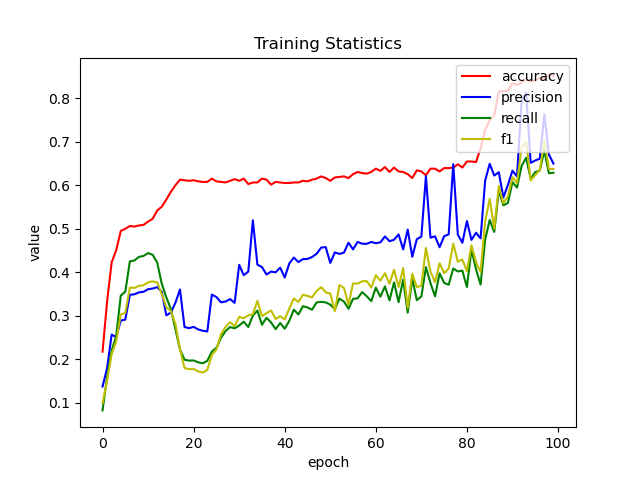 Training Statistics
accuracy
precision
recall
f1
0.8
0.7
0.6
0.5
0.4
0.3
0.2
0.1
value
0 20 40 60 80 100
epoch